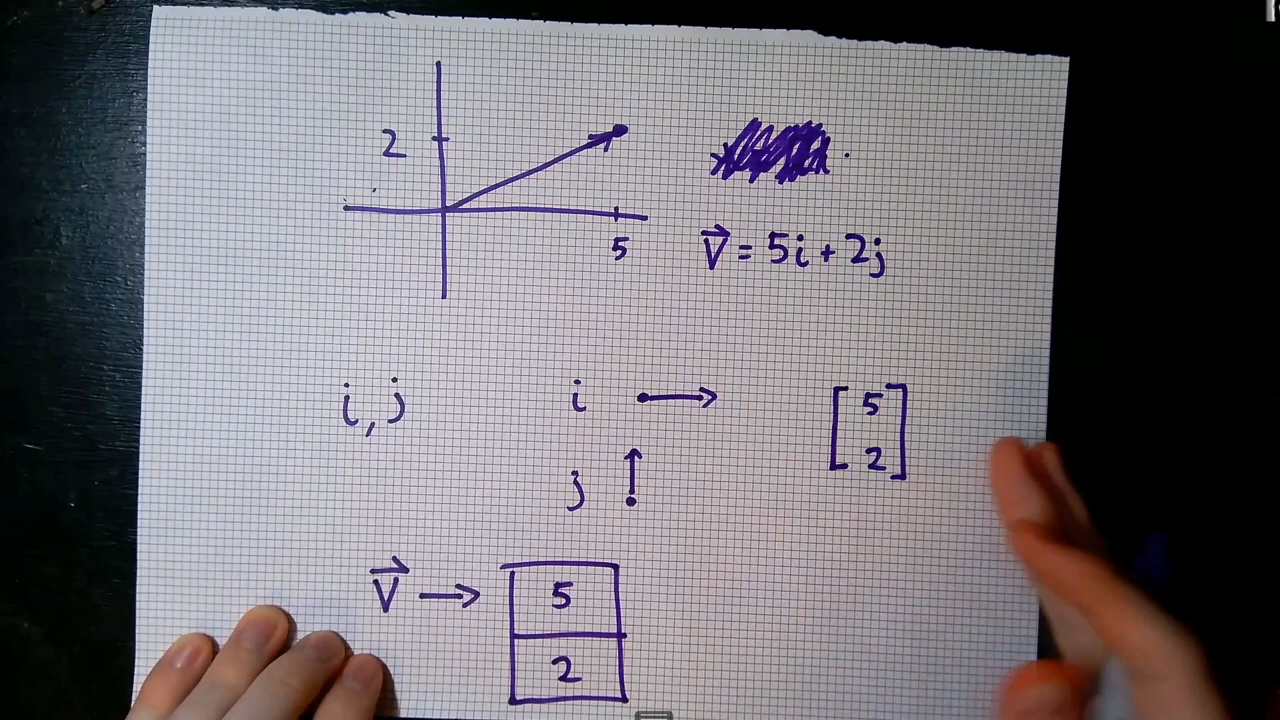 2
5
V⃗ = 5i + 2j
i, j
i
j
[5
2]
V⃗ →
5
2